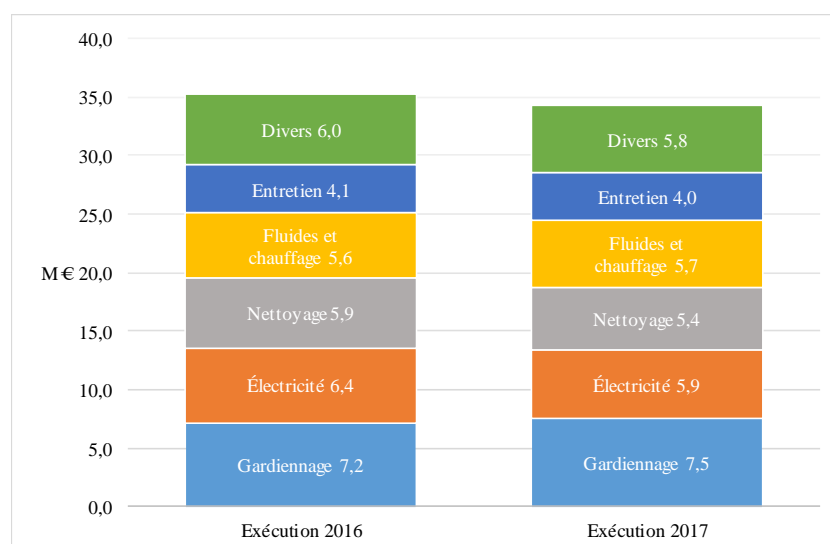 40,0
35,0
30,0
25,0
M € 20,0
15,0
10,0
5,0
0,0
Divers 6,0
Entretien 4,1
Fluides et
chauffage 5,6
Nettoyage 5,9
Électricité 6,4
Gardiennage 7,2
Divers 5,8
Entretien 4,0
Fluides et
chauffage 5,7
Nettoyage 5,4
Électricité 5,9
Gardiennage 7,5
Exécution 2016
Exécution 2017